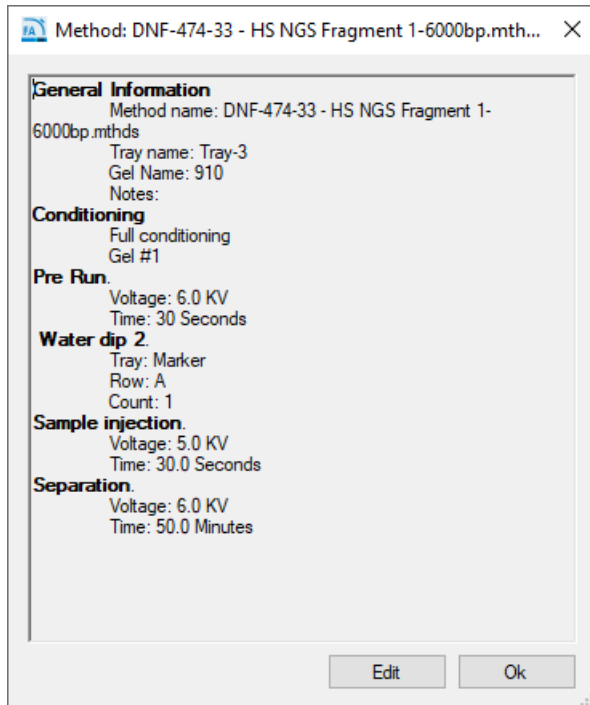 FA Method: DNF-474-33 - HS NGS Fragment 1-6000bp.mth...
General Information
Method name: DNF-474-33 - HS NGS Fragment 1-
6000bp.mthds
Tray name: Tray-3
Gel Name: 910
Notes:
Conditioning
Full conditioning
Gel #1
Pre Run.
Voltage: 6.0 KV
Time: 30 Seconds
Water dip 2.
Tray: Marker
Row: A
Count: 1
Sample injection.
Voltage: 5.0 KV
Time: 30.0 Seconds
Separation.
Voltage: 6.0 KV
Time: 50.0 Minutes
Edit Ok